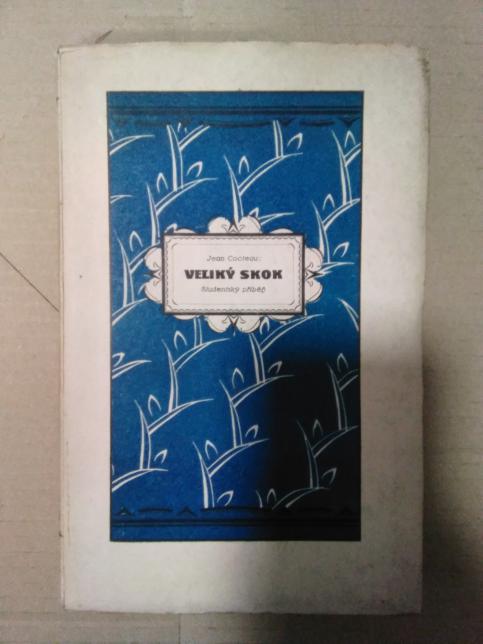 Jean Cocteau:
VELIKÝ SKOK
Studentský příběh